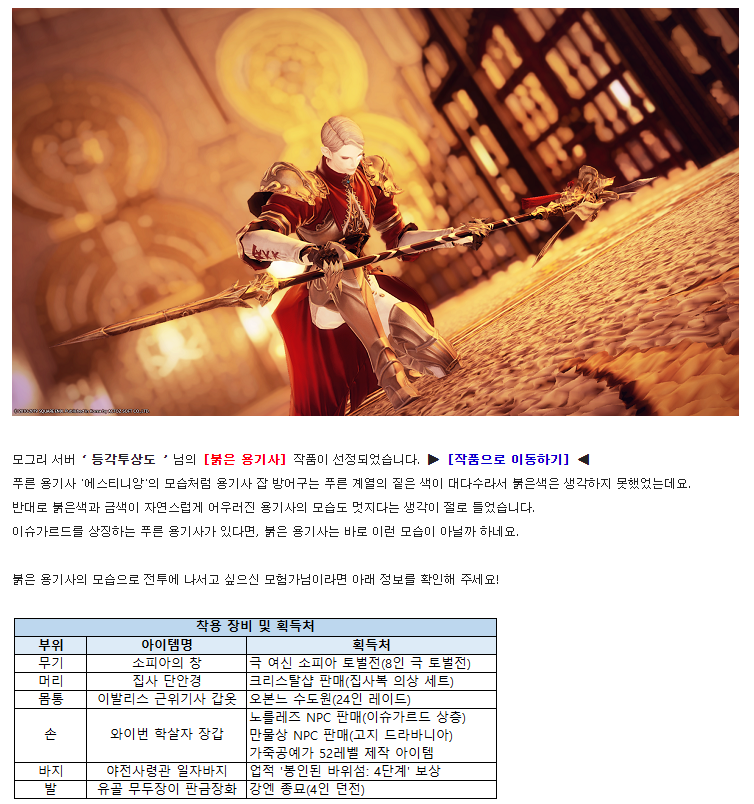 모그리 서버 ‘ 등각투상도 ’ 님의 [붉은 용기사] 작품이 선정되었습니다. ▶ [작품으로 이동하기] ◀
푸른 용기사 '에스티니앙'의 모습처럼 용기사 잡 방어구는 푸른 계열의 짙은 색이 대다수라서 붉은색은 생각하지 못했었는데요.
반대로 붉은색과 금색이 자연스럽게 어우러진 용기사의 모습도 멋지다는 생각이 절로 들었습니다.
이슈가르드를 상징하는 푸른 용기사가 있다면, 붉은 용기사는 바로 이런 모습이 아닐까 하네요.
붉은 용기사의 모습으로 전투에 나서고 싶으신 모험가님이라면 아래 정보를 확인해 주세요!
착용 장비 및 획득처
부위 아이템명 획득처
무기 소피아의 창 극 여신 소피아 토벌전(8인 극 토벌전)
머리 집사 단안경 크리스탈샵 판매(집사복 의상 세트)
몸통 이발리스 근위기사 갑옷 오본느 수도원(24인 레이드)
손 와이번 학살자 장갑 노를레즈 NPC 판매(이슈가르드 상층)
만물상 NPC 판매(고지 드라바니아)
가죽공예가 52레벨 제작 아이템
바지 야전사령관 일자바지 업적 '봉인된 바위섬: 4단계' 보상
발 유골 무두장이 판금장화 강엔 종묘(4인 던전)